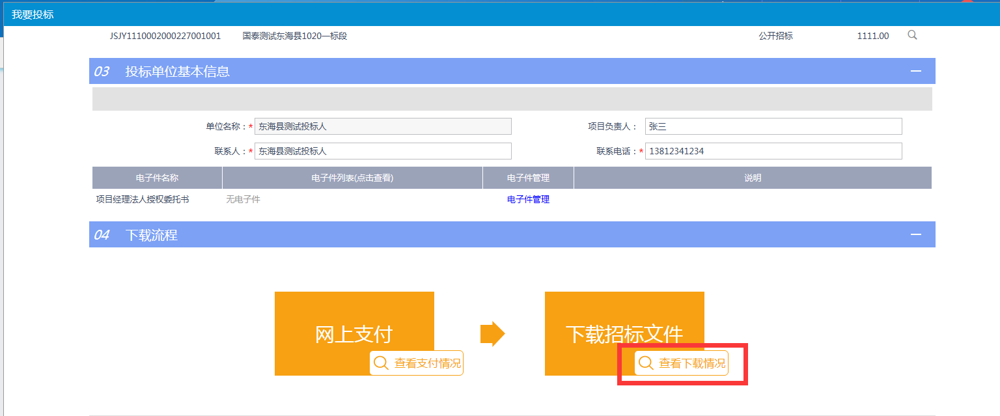 我要投标
JSJY1110002000227001001 国泰测试东海县1020一标段 公开招标 1111.00
03 投标单位基本信息
单位名称：* 东海县测试投标人 项目负责人： 张三
联系人：* 东海县测试投标人 联系电话：* 13812341234
电子件名称 电子件列表(点击查看) 电子件管理 说明
项目经理法人授权委托书 无电子件 电子件管理
04 下载流程
网上支付 下载招标文件
查看支付情况 查看下载情况